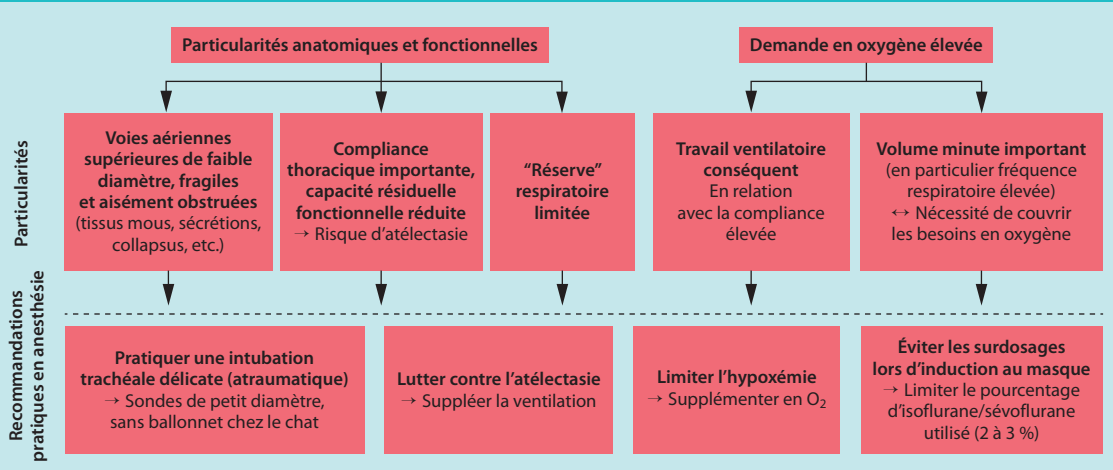 Particularités anatomiques et fonctionnelles
Demande en oxygène élevée
Particularités
Voies aériennes
supérieures de faible
diamètre, fragiles
et aisément obstruées
(tissus mous, sécrétions,
collapsus, etc.)
Compliance
thoracique importante,
capacité résiduelle
fonctionnelle réduite
→ Risque d’atélectasie
“Réserve”
respiratoire
limitée
Travail ventilatoire
conséquent
En relation
avec la compliance
élevée
Volume minute important
(en particulier fréquence
respiratoire élevée)
↔ Nécessité de couvrir
les besoins en oxygène
Recommandations
pratiques en anesthésie
Pratiquer une intubation
trachéale délicate (atraumatique)
→ Sondes de petit diamètre,
sans ballonnet chez le chat
Lutter contre l’atélectasie
→ Suppléer la ventilation
Limiter l’hypoxémie
→ Supplémenter en O₂
Éviter les surdosages
lors d’induction au masque
→ Limiter le pourcentage
d’isoflurane/sévoflurane
utilisé (2 à 3 %)